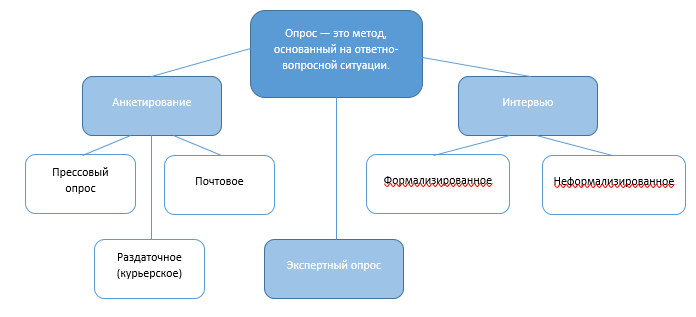 Опрос — это метод,
основанный на ответно-
вопросной ситуации.
Анкетирование
Интервью
Прессовый
опрос
Почтовое
Формализированное
Неформализированное
Раздаточное
(курьерское)
Экспертный опрос